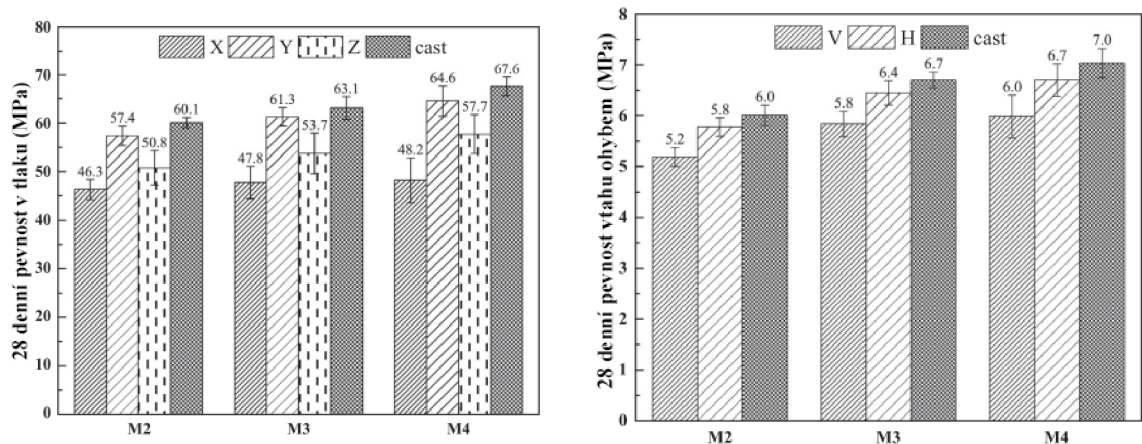 28 denní pevnost v tlaku (MPa)
80
70
60
50
40
30
20
10
0
X Y Z cast
46.3 57.4 50.8 60.1
47.8 61.3 53.7 63.1
48.2 64.6 57.7 67.6
M2 M3 M4
28 denní pevnost vtahu ohybem (MPa)
8
7
6
5
4
3
2
1
0
V H cast
5.2 5.8 6.0
5.8 6.4 6.7
6.0 6.7 7.0
M2 M3 M4